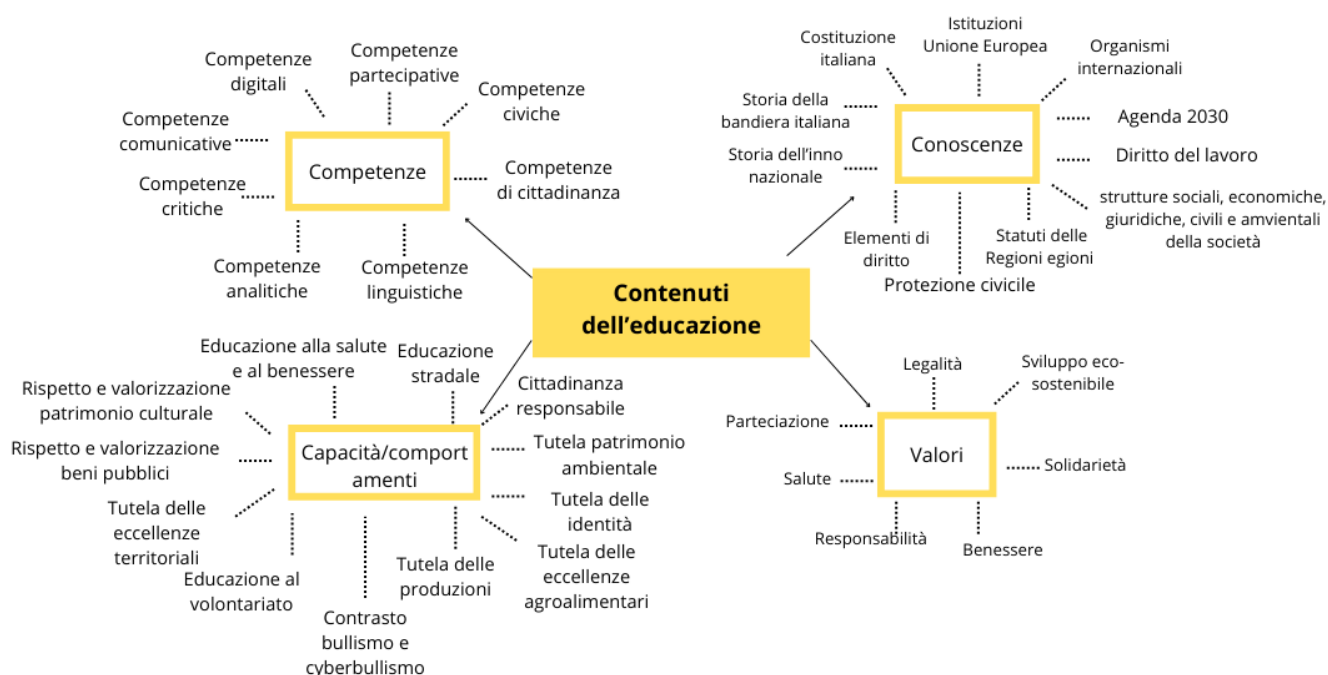 Competenze
digitali
Competenze
partecipative
Competenze
civiche
Competenze
comunicative
Competenze
Competenze
di cittadinanza
Competenze
critiche
Competenze
analitiche
Competenze
linguistiche
Costituzione
italiana
Istituzioni
Unione Europea
Organismi
internazionali
Storia della
bandiera italiana
Agenda 2030
Conoscenze
Storia dell'inno
nazionale
Diritto del lavoro
strutture sociali, economiche,
giuridiche, civili e amvientali
della società
Elementi di
diritto
Statuti delle
Regioni egioni
Protezione civicile
Contenuti
dell'educazione
Educazione alla salute
e al benessere
Educazione
stradale
Rispetto e valorizzazione
patrimonio culturale
Cittadinanza
responsabile
Rispetto e valorizzazione
beni pubblici
Capacità/comport
amenti
Tutela patrimonio
ambientale
Tutela delle
eccellenze
territoriali
Tutela delle
identità
Educazione al
volontariato
Contrasto
bullismo e
cyberbullismo
Tutela delle
produzioni
Tutela delle
eccellenze
agroalimentari
Legalità
Sviluppo eco-
sostenibile
Parteciazione
Valori
Solidarietà
Salute
Responsabilità
Benessere